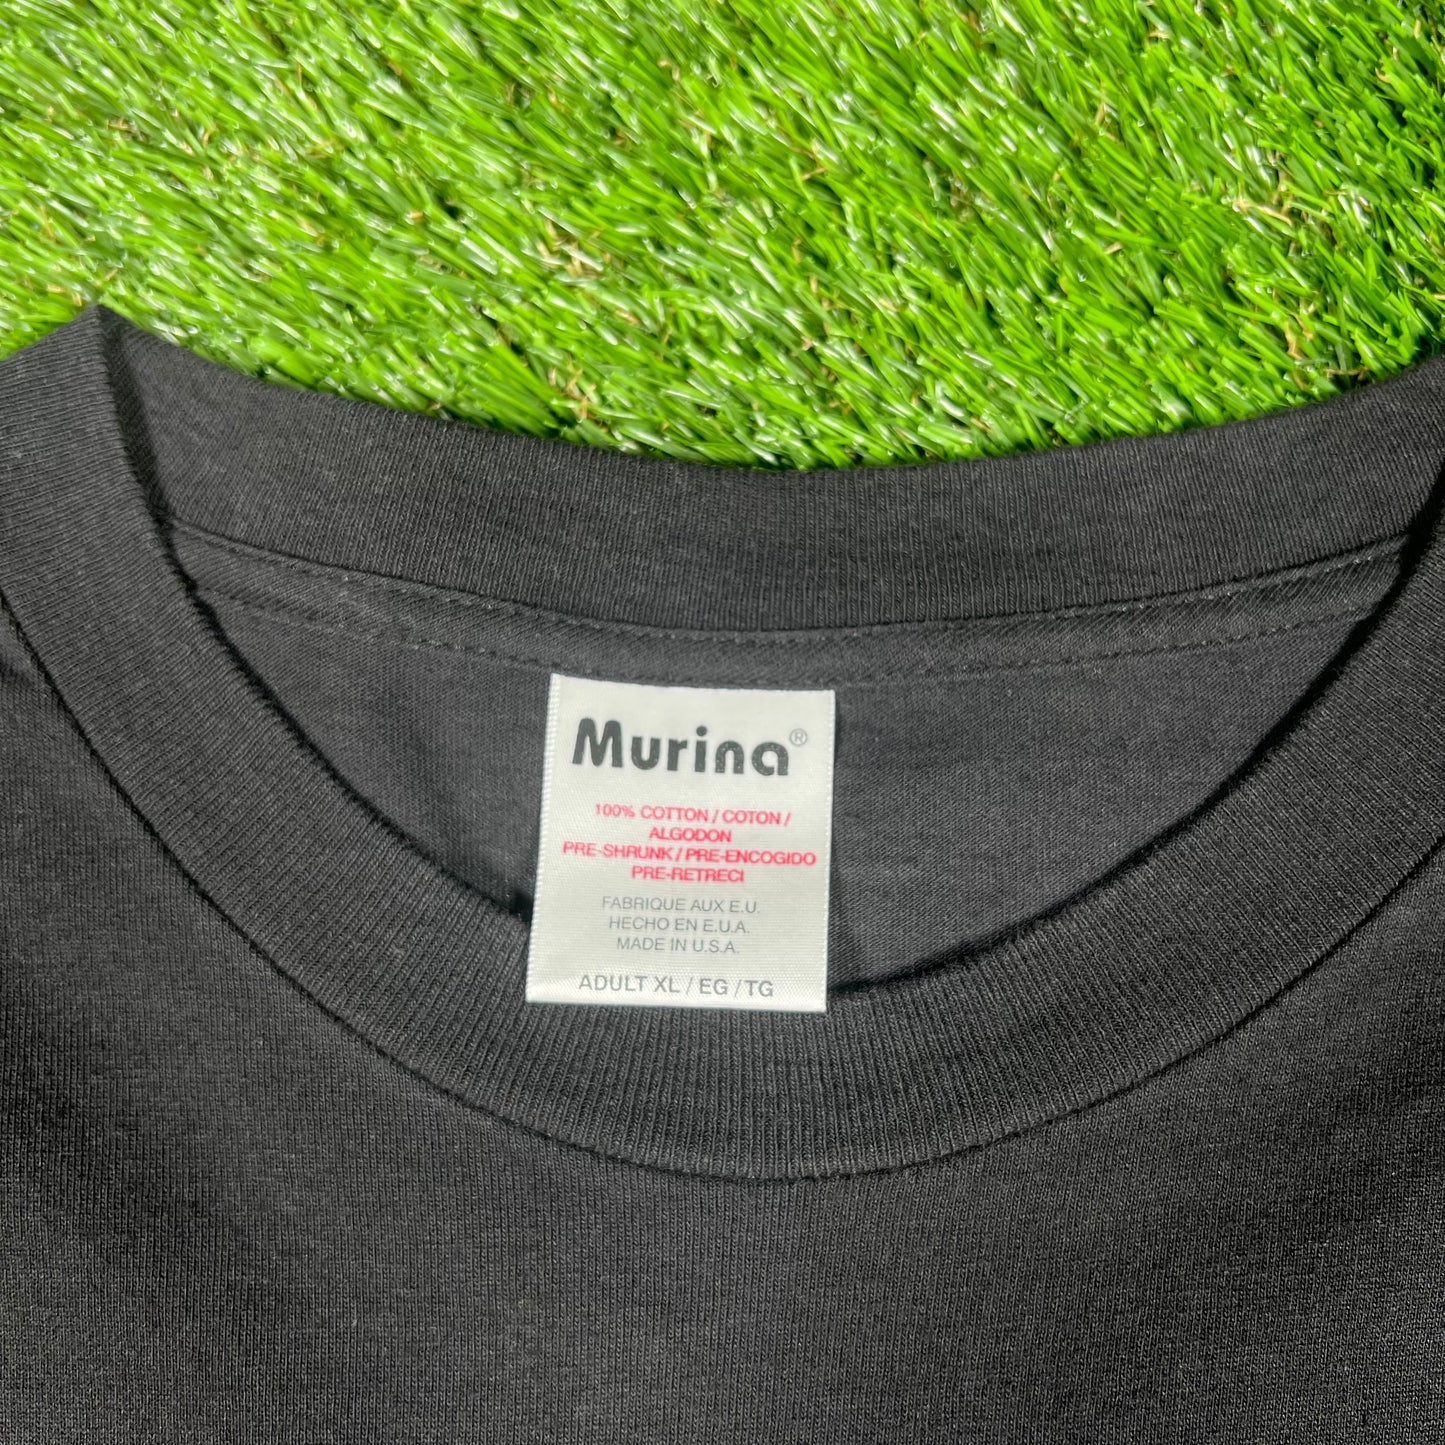 Murina®
100% COTTON / COTON /
ALGODON
PRE-SHRUNK / PRE-ENCOGIDO
PRE-RETRECI
FABRIQUE AUX E.U.
HECHO EN E.U.A.
MADE IN U.S.A.
ADULT XL / EG / TG